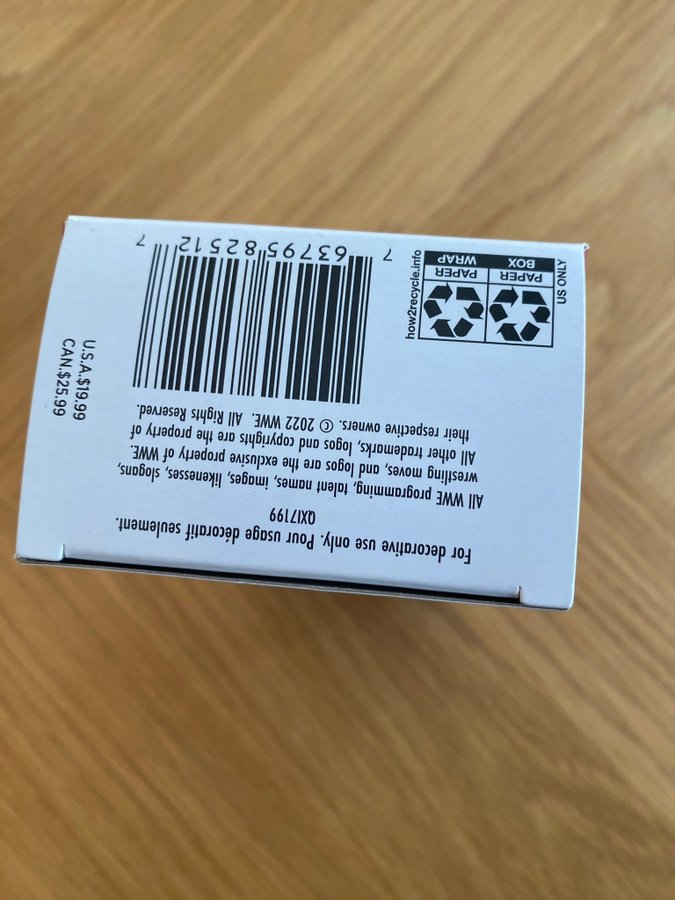 For decorative use only. Pour usage décoratif seulement.
QXI7199
All WWE programming, talent names, images, likenesses, slogans,
wrestling moves, and logos are the exclusive property of WWE.
All other trademarks, logos and copyrights are the property of
their respective owners. © 2022 WWE. All Rights Reserved.
7 63795 82512 7
U.S.A.$19.99
CAN.$25.99
PAPER
BOX
PAPER
WRAP
US ONLY
how2recycle.info